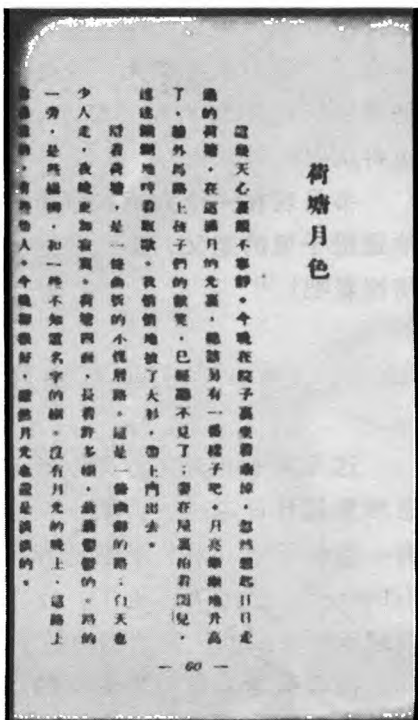 荷塘月色
這幾天心裏頗不寧靜。今晚在院子裏坐着乘涼,忽然想起日日走
過的荷塘,在這滿月的光裏,總該另有一番樣子吧。月亮漸漸地升高
了,牆外馬路上孩子們的歡笑,已經聽不見了;妻在屋裏拍着閏兒,
迷迷糊糊地哼着眠歌。我悄悄地披了大衫,帶上門出去。
沿着荷塘,是一條曲折的小煤屑路。這是一條幽僻的路;白天也
少人走,夜晚更加寂寞。荷塘四面,長着許多樹,蓊蓊鬱鬱的。路的
一旁,是些楊柳,和一些不知道名字的樹。沒有月光的晚上,這路上
陰森森的,有些怕人。今晚卻很好,雖然月光也還是淡淡的。
— 60 —